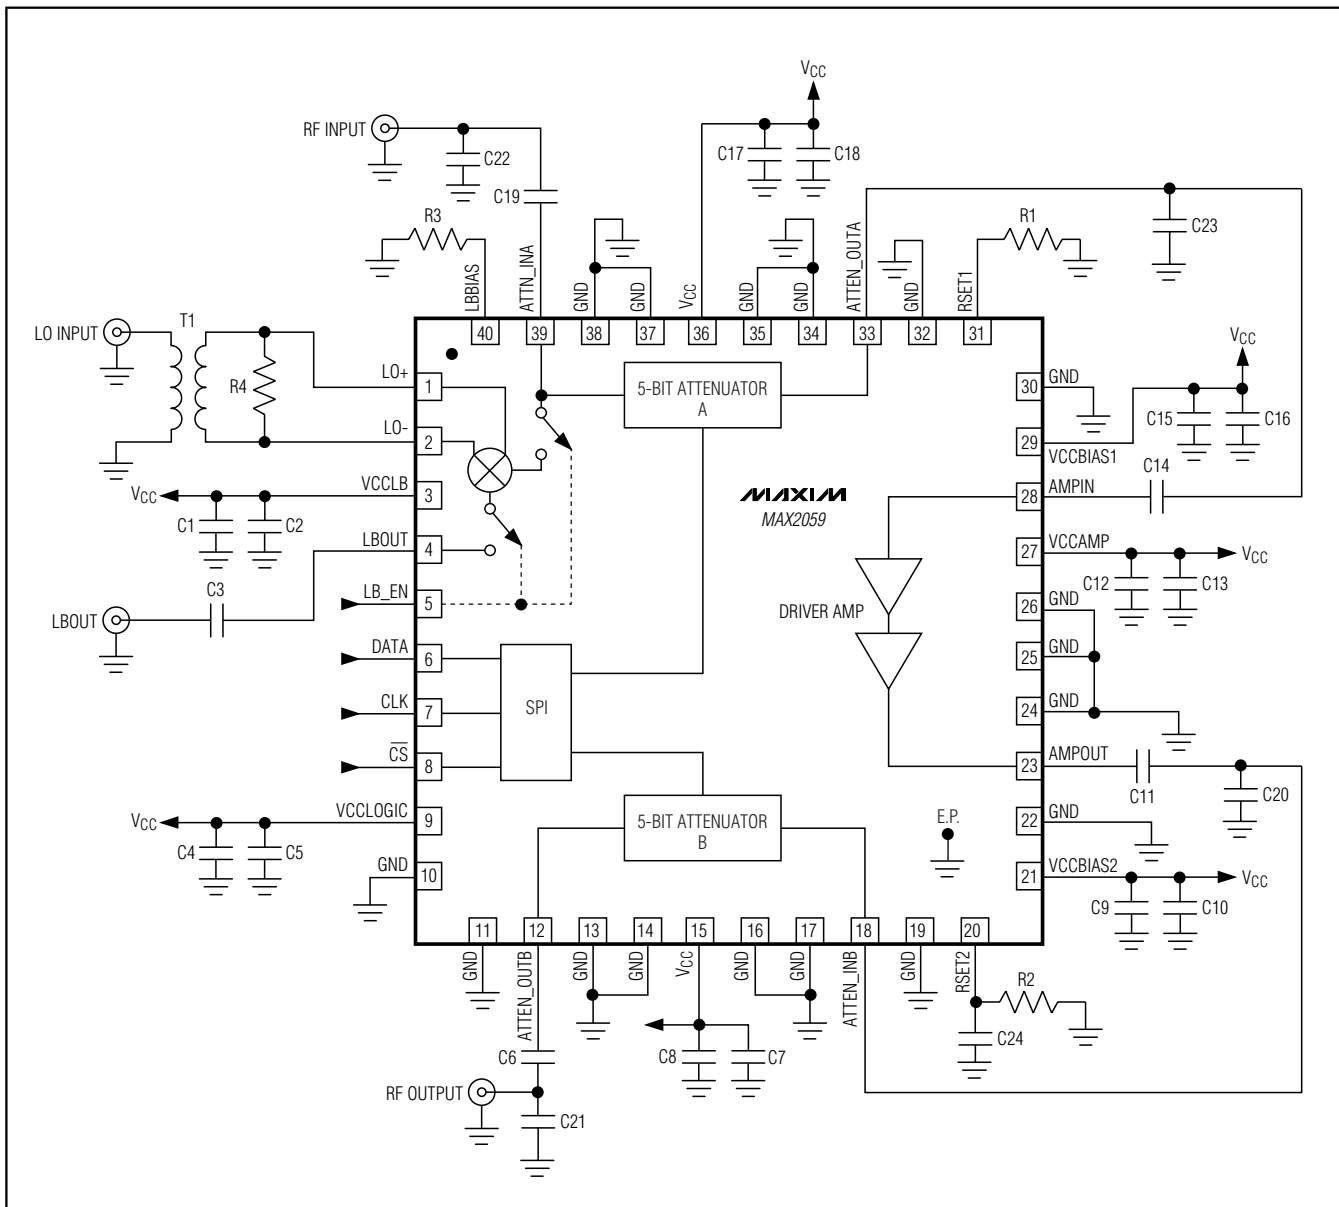 VCC
RF INPUT
C22
C17
C18
C19
R3
R1
C23
LBBIAS
ATTN_INA
GND
GND
VCC
GND
GND
ATTEN_OUTA
GND
RSET1
40
39
38
37
36
35
34
33
32
31
LO INPUT
T1
R4
LO+
1
LO-
2
VCC
VCCLB
3
C1
C2
LBOUT
4
C3
LBOUT
LB_EN
5
DATA
6
CLK
7
CS
8
VCC
VCCLOGIC
9
C4
C5
GND
10
5-BIT ATTENUATOR
A
MAXIM
MAX2059
DRIVER AMP
SPI
5-BIT ATTENUATOR
B
E.P.
VCC
30
GND
C15
C16
29
VCCBIAS1
C14
28
AMPIN
27
VCCAMP
VCC
C12
C13
26
GND
25
GND
24
GND
23
AMPOUT
C11
C20
22
GND
21
VCCBIAS2
VCC
C9
C10
11
12
13
14
15
16
17
18
19
20
GND
ATTEN_OUTB
GND
GND
VCC
GND
GND
ATTEN_INB
GND
RSET2
R2
C24
C6
C8
C7
RF OUTPUT
C21